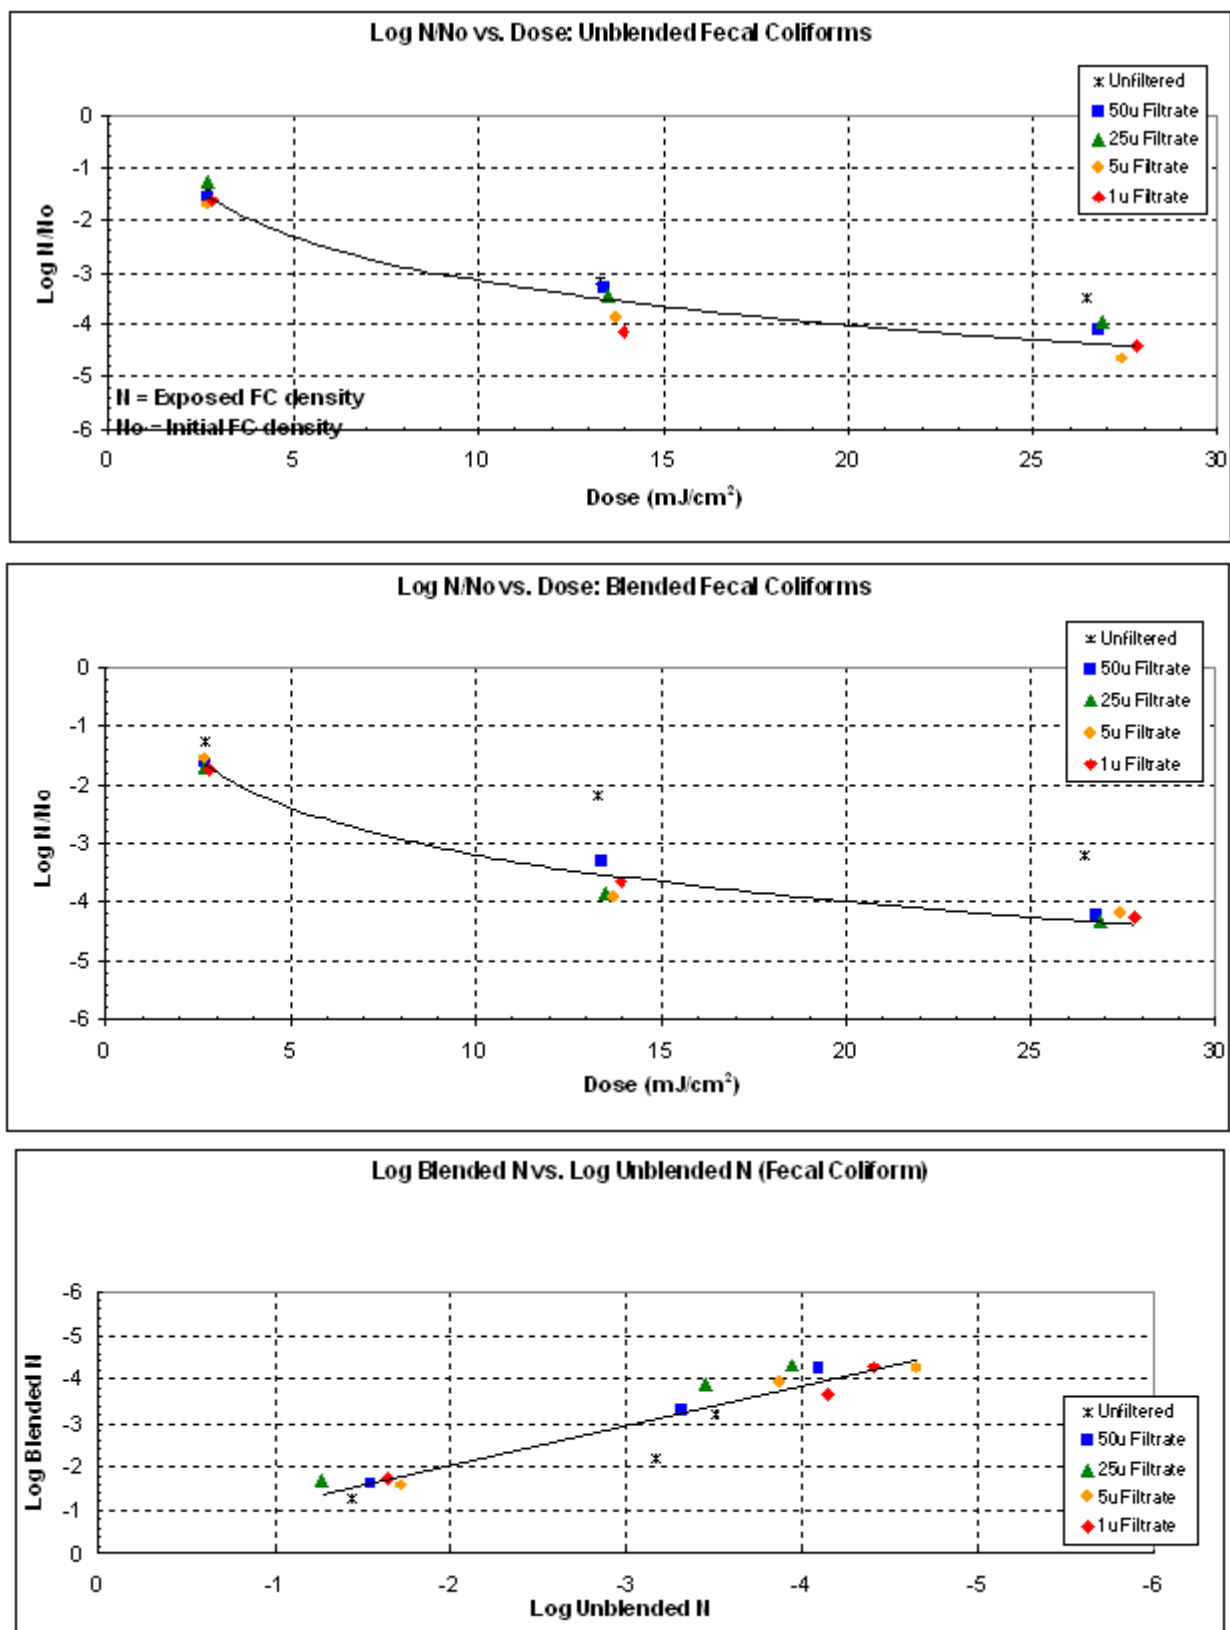 Log N/No vs. Dose: Unblended Fecal Coliforms
Unfiltered
50u Filtrate
25u Filtrate
5u Filtrate
1u Filtrate
0
-1
-2
-3
-4
-5
-6
Log N/No
N = Exposed FC density
No = Initial FC density
0 5 10 15 20 25 30
Dose (mJ/cm²)
Log N/No vs. Dose: Blended Fecal Coliforms
Unfiltered
50u Filtrate
25u Filtrate
5u Filtrate
1u Filtrate
0
-1
-2
-3
-4
-5
-6
Log N/No
0 5 10 15 20 25 30
Dose (mJ/cm²)
Log Blended N vs. Log Unblended N (Fecal Coliform)
-6
-5
-4
-3
-2
-1
0
Log Blended N
Unfiltered
50u Filtrate
25u Filtrate
5u Filtrate
1u Filtrate
0 -1 -2 -3 -4 -5 -6
Log Unblended N